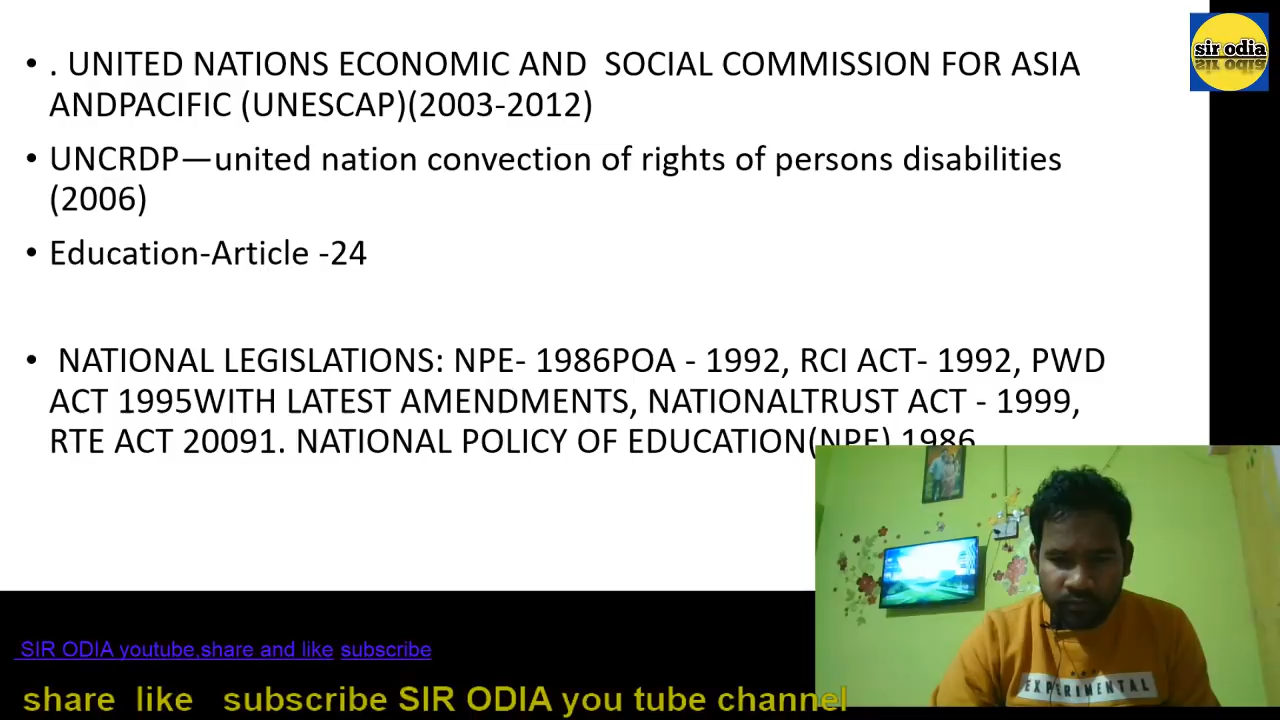 sir odia
• . UNITED NATIONS ECONOMIC AND SOCIAL COMMISSION FOR ASIA
ANDPACIFIC (UNESCAP)(2003-2012)
• UNCRDP—united nation convection of rights of persons disabilities
(2006)
• Education-Article -24
• NATIONAL LEGISLATIONS: NPE- 1986POA - 1992, RCI ACT- 1992, PWD
ACT 1995WITH LATEST AMENDMENTS, NATIONALTRUST ACT - 1999,
RTE ACT 20091. NATIONAL POLICY OF EDUCATION(NPE) 1986
EXPERIMENTAL
SIR ODIA youtube,share and like subscribe
share like subscribe SIR ODIA you tube channel